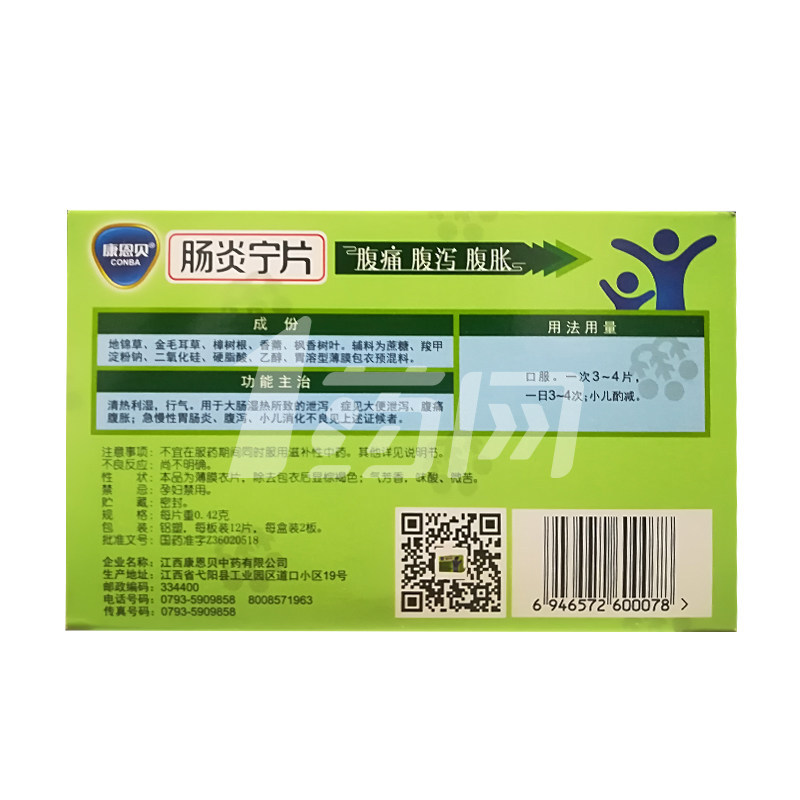 康恩贝®
CONBA
肠炎宁片
腹痛 腹泻 腹胀
成份
地锦草、金毛耳草、樟树根、香薷、枫香树叶。辅料为蔗糖、羧甲
淀粉钠、二氧化硅、硬脂酸、乙醇、胃溶型薄膜包衣预混料。
功能主治
清热利湿，行气。用于大肠湿热所致的泄泻，症见大便泄泻、腹痛
腹胀；急慢性胃肠炎、腹泻、小儿消化不良见上述证候者。
用法用量
口服。一次3~4片，
一日3~4次；小儿酌减。
注意事项：不宜在服药期间同时服用滋补性中药。其他详见说明书。
不良反应：尚不明确。
性 状：本品为薄膜衣片，除去包衣后显棕褐色；气芳香，味酸、微苦。
禁 忌：孕妇禁用。
贮 藏：密封。
规 格：每片重0.42克
包 装：铝塑，每板装12片，每盒装2板。
批准文号：国药准字Z36020518
企业名称：江西康恩贝中药有限公司
生产地址：江西省弋阳县工业园区道口小区19号
邮政编码：334400
电话号码：0793-5909858 8008571963
传真号码：0793-5909858
6 946572 600078 >
1药网